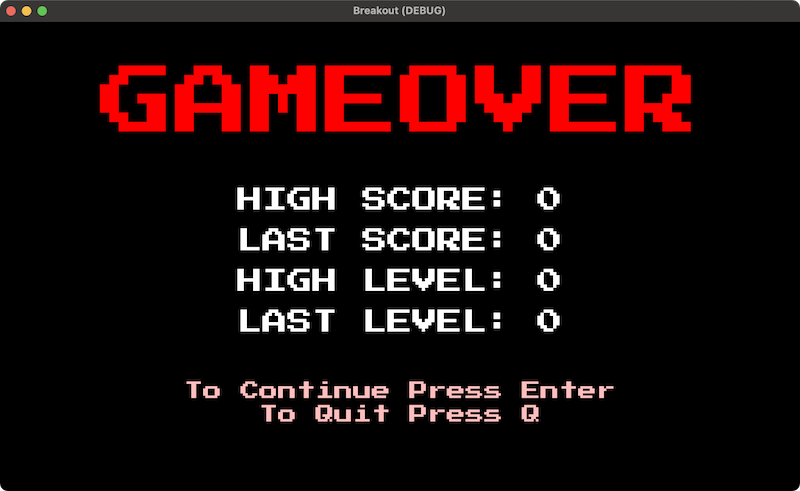 Breakout (DEBUG)
GAMEOVER
HIGH SCORE: 0
LAST SCORE: 0
HIGH LEVEL: 0
LAST LEVEL: 0
To Continue Press Enter
To Quit Press Q